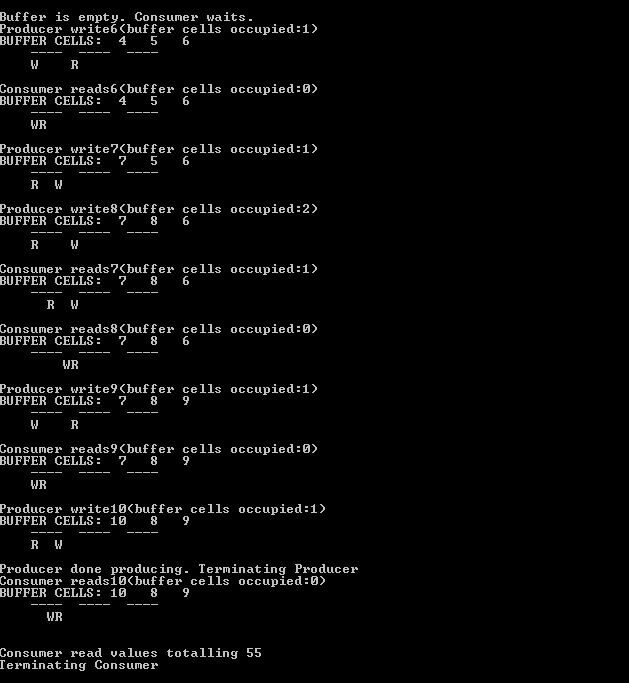 Buffer is empty. Consumer waits.
Producer write6(buffer cells occupied:1)
BUFFER CELLS:  4   5   6
    ----  ----  ----
    W    R
Consumer reads6(buffer cells occupied:0)
BUFFER CELLS:  4   5   6
    ----  ----  ----
    WR
Producer write7(buffer cells occupied:1)
BUFFER CELLS:  7   5   6
    ----  ----  ----
    R  W
Producer write8(buffer cells occupied:2)
BUFFER CELLS:  7   8   6
    ----  ----  ----
    R    W
Consumer reads7(buffer cells occupied:1)
BUFFER CELLS:  7   8   6
    ----  ----  ----
      R  W
Consumer reads8(buffer cells occupied:0)
BUFFER CELLS:  7   8   6
    ----  ----  ----
        WR
Producer write9(buffer cells occupied:1)
BUFFER CELLS:  7   8   9
    ----  ----  ----
    W    R
Consumer reads9(buffer cells occupied:0)
BUFFER CELLS:  7   8   9
    ----  ----  ----
    WR
Producer write10(buffer cells occupied:1)
BUFFER CELLS: 10   8   9
    ----  ----  ----
    R  W
Producer done producing. Terminating Producer
Consumer reads10(buffer cells occupied:0)
BUFFER CELLS: 10   8   9
    ----  ----  ----
      WR
Consumer read values totalling 55
Terminating Consumer